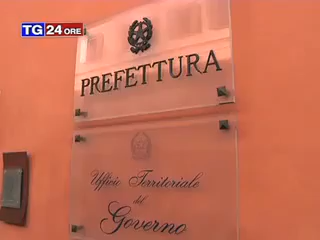 TG24ORE
PREFETTURA
Ufficio Territoriale
del
Governo